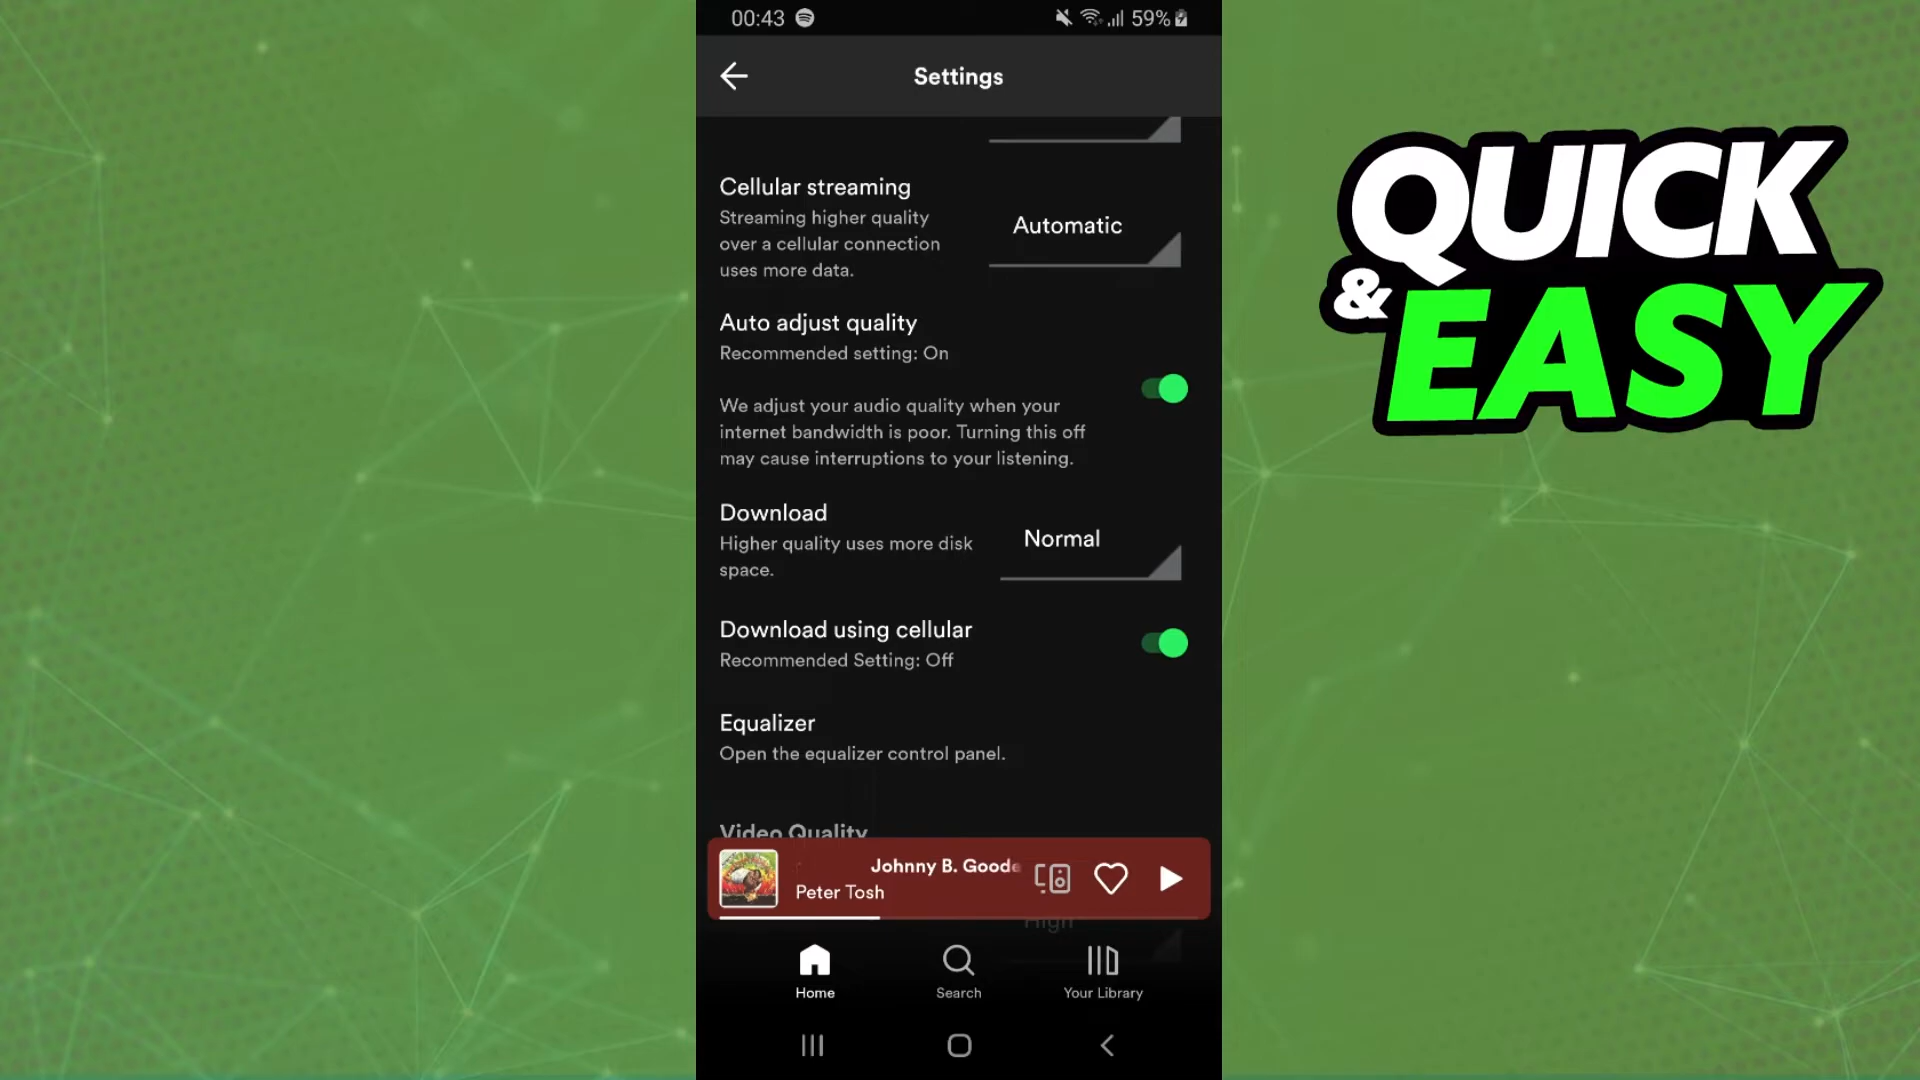 00:43 59%
Settings
Cellular streaming
Streaming higher quality
over a cellular connection
uses more data.
Automatic
Auto adjust quality
Recommended setting: On
We adjust your audio quality when your
internet bandwidth is poor. Turning this off
may cause interruptions to your listening.
Download
Higher quality uses more disk
space.
Normal
Download using cellular
Recommended Setting: Off
Equalizer
Open the equalizer control panel.
Video Quality
Johnny B. Goode
Peter Tosh
High
Home
Search
Your Library
QUICK
& EASY